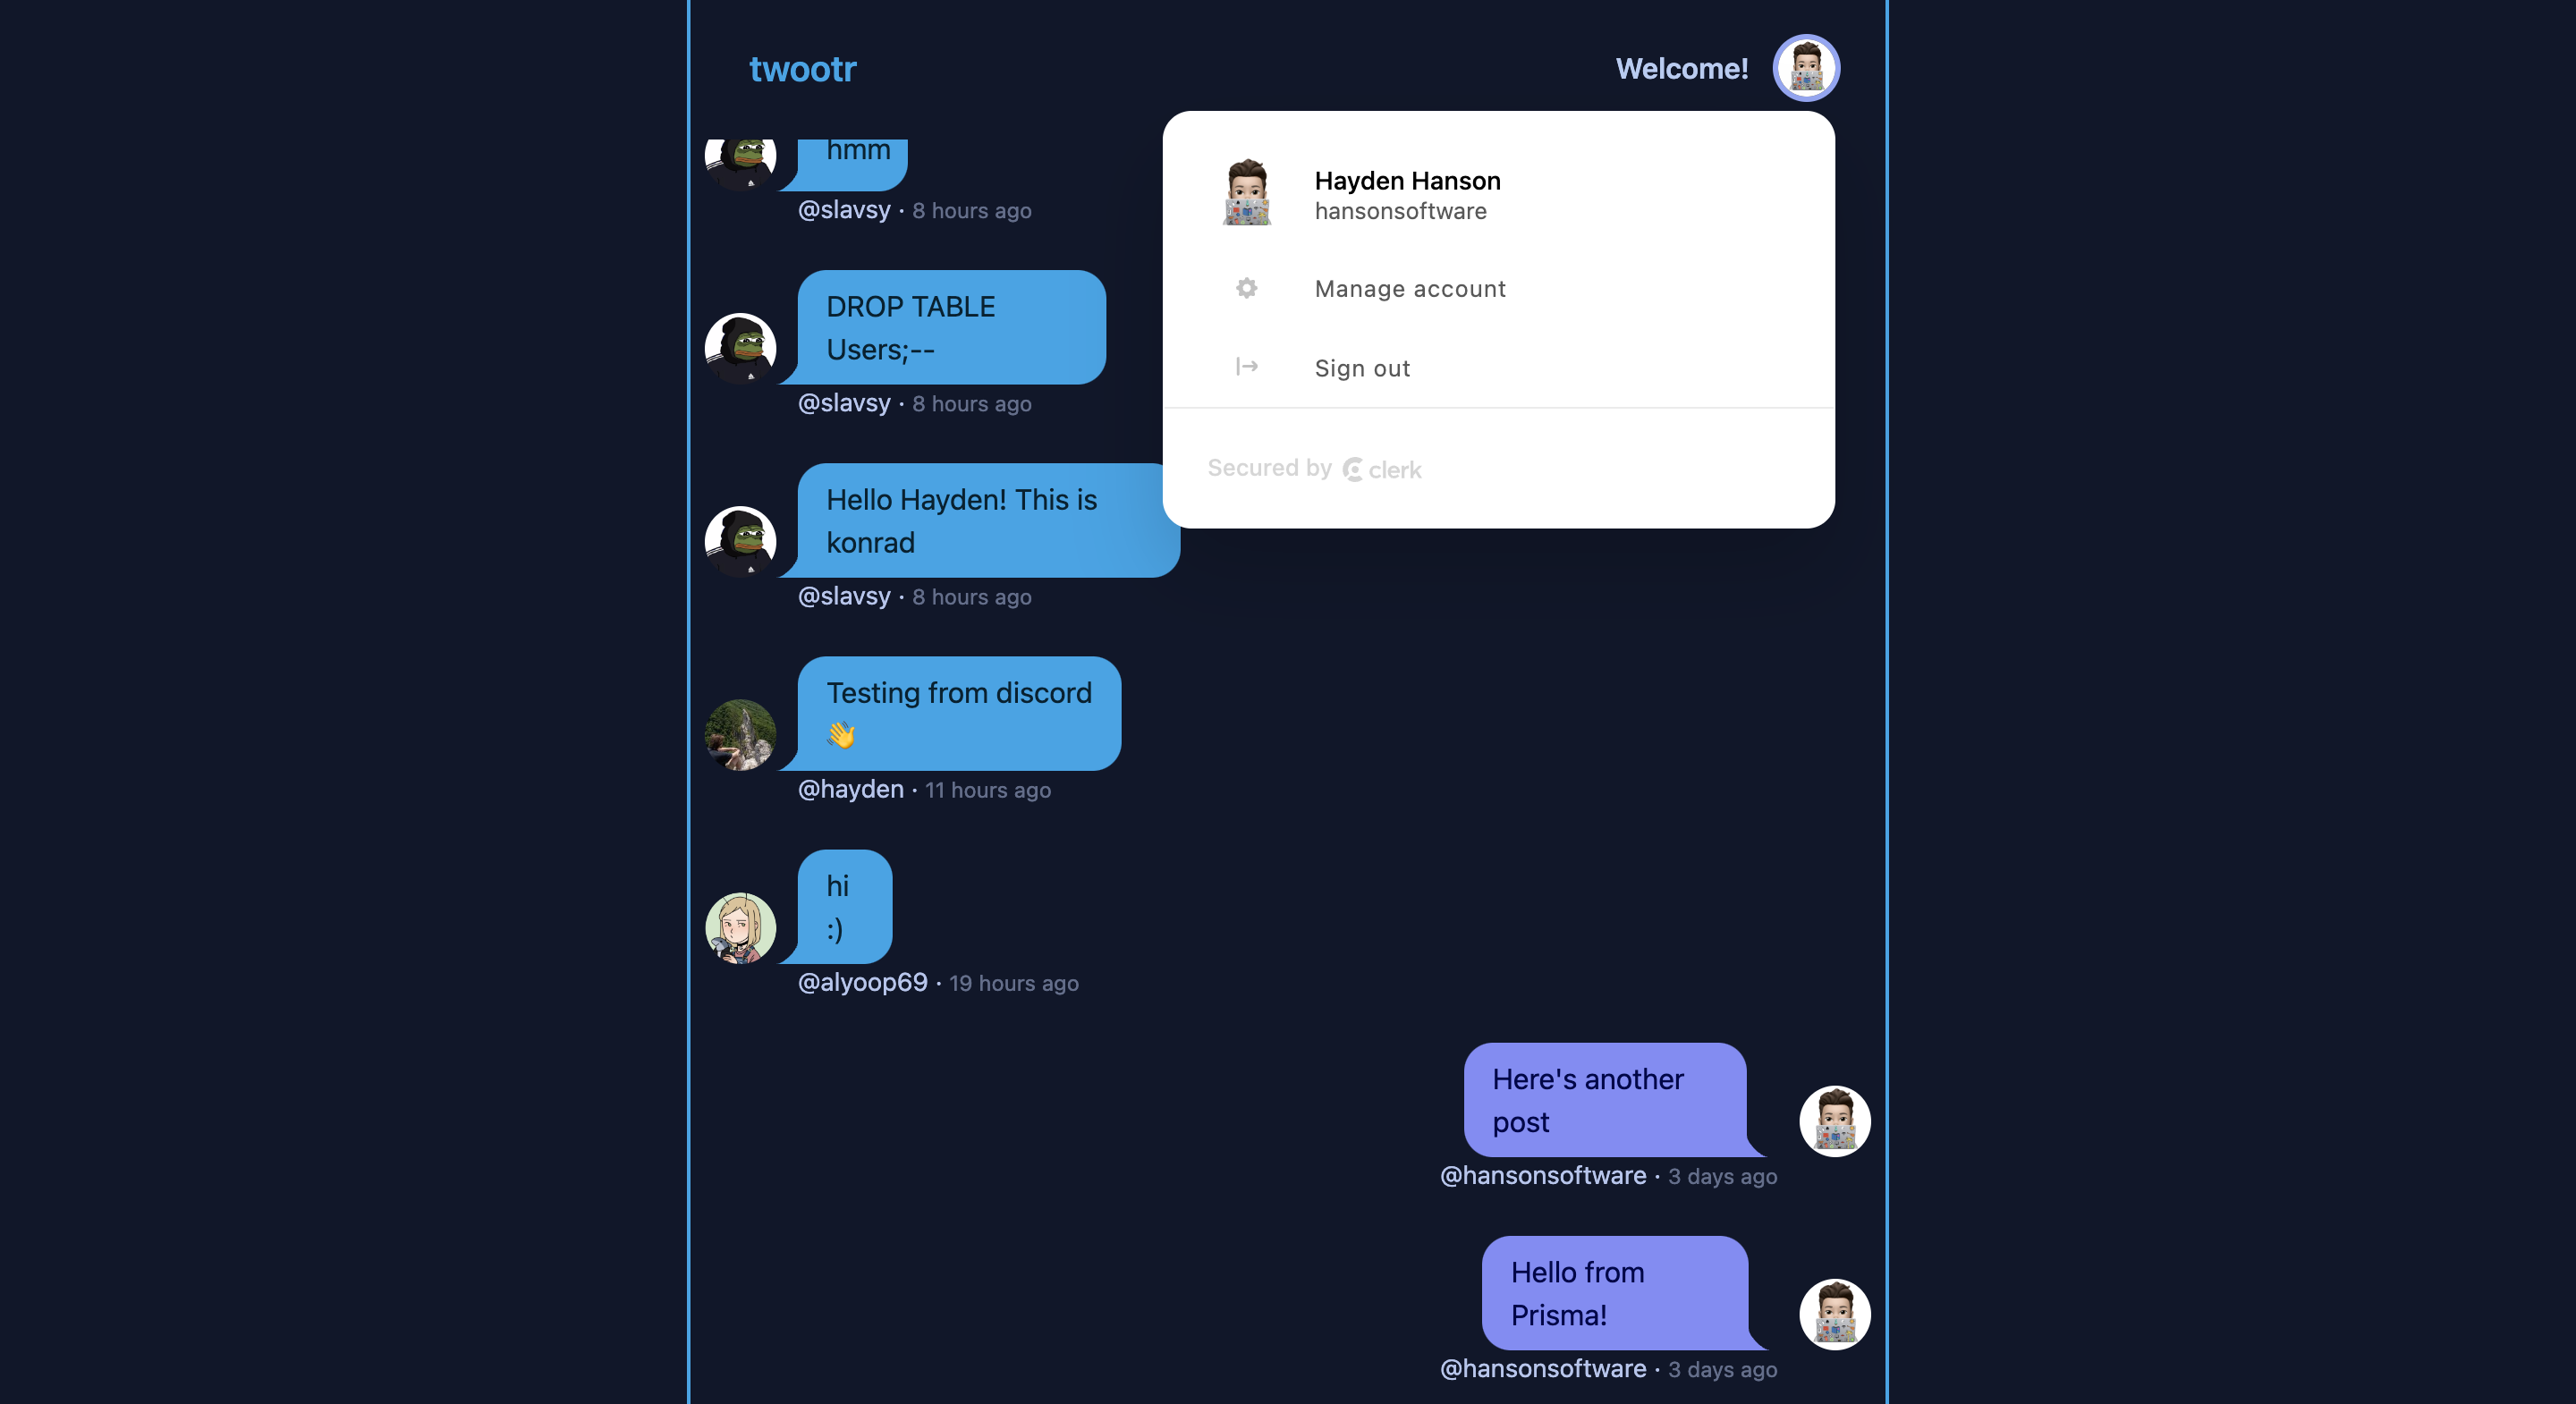 twootr
Welcome!
hmm
@slavsy · 8 hours ago
DROP TABLE
Users;--
@slavsy · 8 hours ago
Hello Hayden! This is
konrad
@slavsy · 8 hours ago
Testing from discord
👋
@hayden · 11 hours ago
hi
:)
@alyoop69 · 19 hours ago
Here's another
post
@hansonsoftware · 3 days ago
Hello from
Prisma!
@hansonsoftware · 3 days ago
Hayden Hanson
hansonsoftware
Manage account
Sign out
Secured by clerk